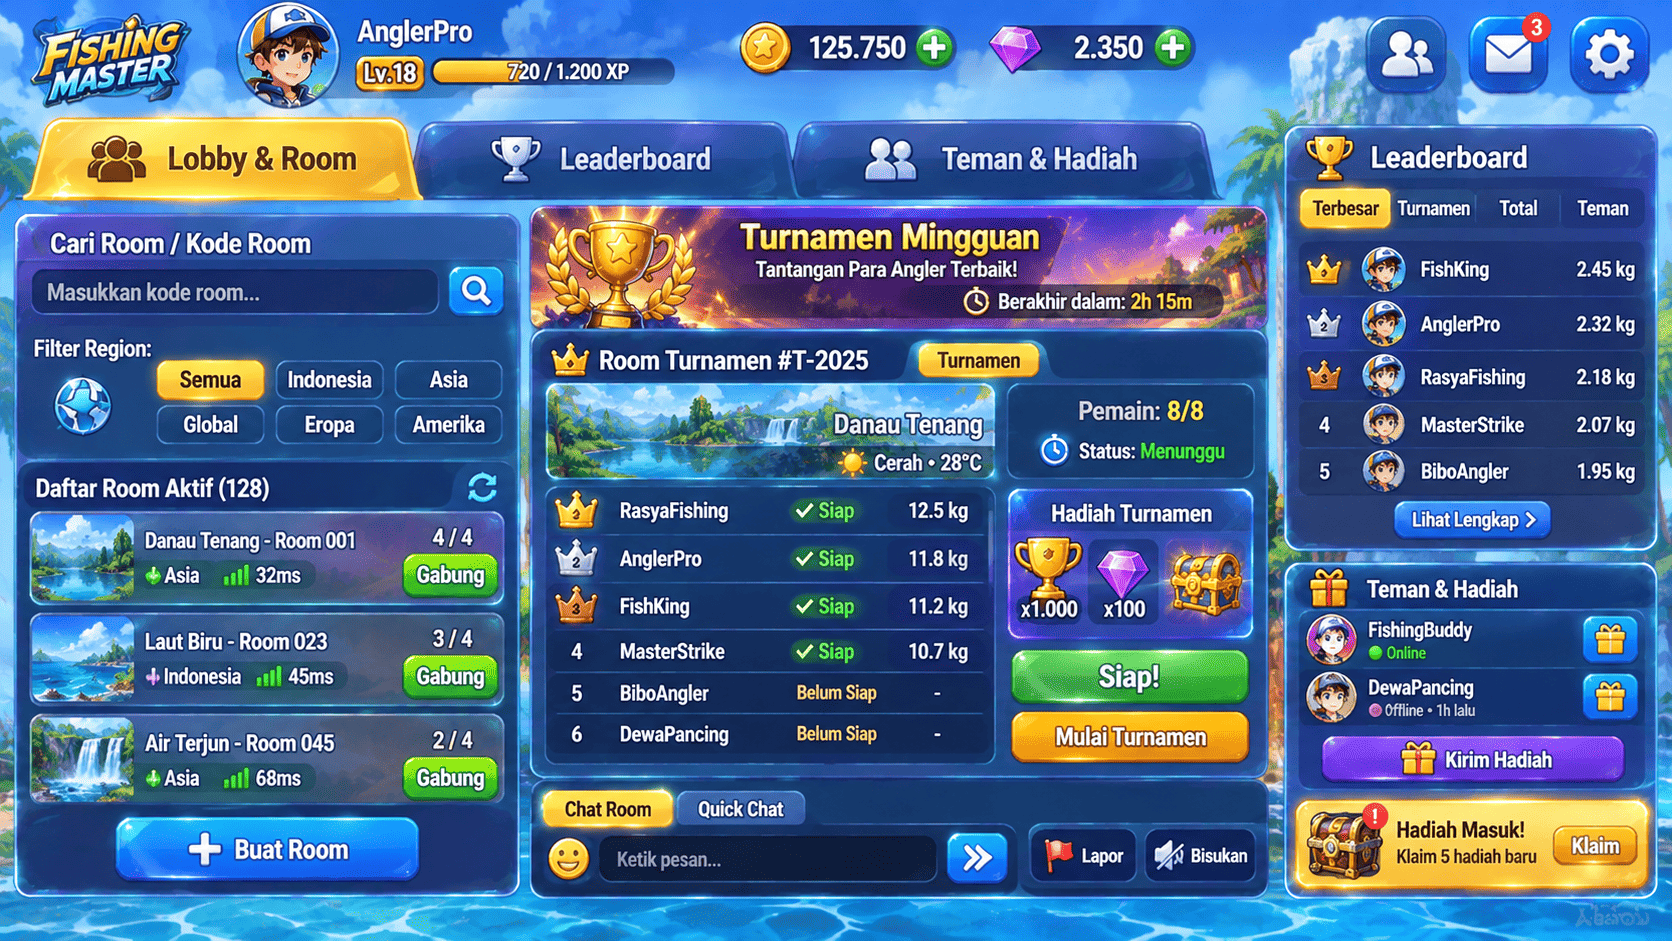 FISHING
MASTER
AnglerPro
Lv.18
720 / 1.200 XP
125.750
2.350
3
Lobby & Room
Leaderboard
Teman & Hadiah
Cari Room / Kode Room
Masukkan kode room...
Filter Region:
Semua
Indonesia
Asia
Global
Eropa
Amerika
Daftar Room Aktif (128)
Danau Tenang - Room 001
4 / 4
Asia
32ms
Gabung
Laut Biru - Room 023
3 / 4
Indonesia
45ms
Gabung
Air Terjun - Room 045
2 / 4
Asia
68ms
Gabung
Buat Room
Turnamen Mingguan
Tantangan Para Angler Terbaik!
Berakhir dalam: 2h 15m
Room Turnamen #T-2025
Turnamen
Danau Tenang
Cerah • 28°C
Pemain: 8/8
Status: Menunggu
2 RasyaFishing Siap 12.5 kg
2 AnglerPro Siap 11.8 kg
3 FishKing Siap 11.2 kg
4 MasterStrike Siap 10.7 kg
5 BiboAngler Belum Siap -
6 DewaPancing Belum Siap -
Hadiah Turnamen
x1.000
x100
Siap!
Mulai Turnamen
Chat Room
Quick Chat
Ketik pesan...
Lapor
Bisukan
Leaderboard
Terbesar
Turnamen
Total
Teman
FishKing 2.45 kg
2 AnglerPro 2.32 kg
3 RasyaFishing 2.18 kg
4 MasterStrike 2.07 kg
5 BiboAngler 1.95 kg
Lihat Lengkap >
Teman & Hadiah
FishingBuddy
Online
DewaPancing
Offline • 1h lalu
Kirim Hadiah
!
Hadiah Masuk!
Klaim 5 hadiah baru
Klaim